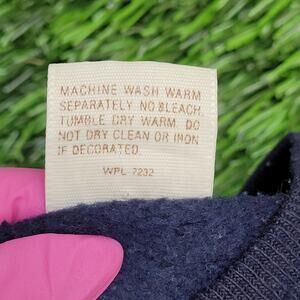 MACHINE WASH WARM
SEPARATELY NO BLEACH.
TUMBLE DRY WARM DO
NOT DRY CLEAN OR IRON
IF DECORATED.
WPL 7232